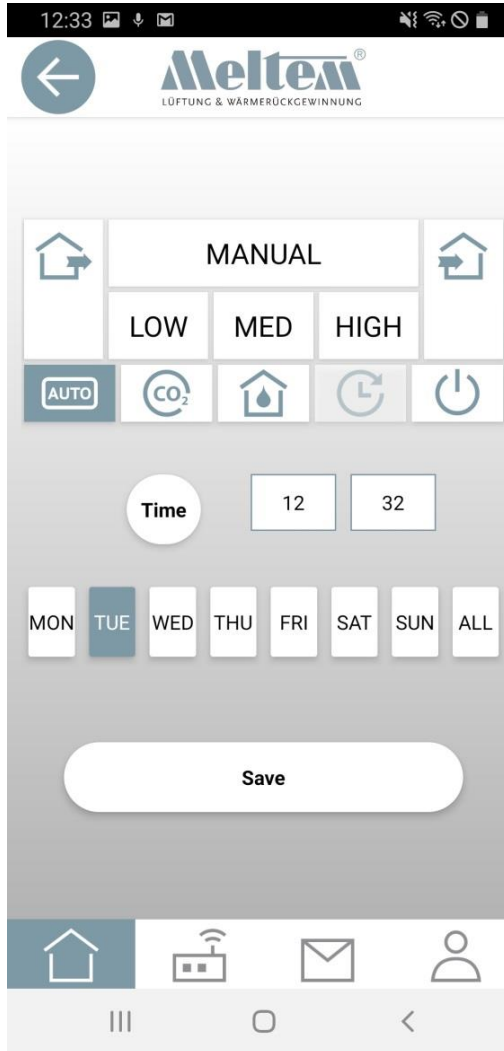 12:33
Meltem®
LÜFTUNG & WÄRMERÜCKGEWINNUNG
MANUAL
LOW MED HIGH
AUTO CO₂
Time 12 32
MON TUE WED THU FRI SAT SUN ALL
Save